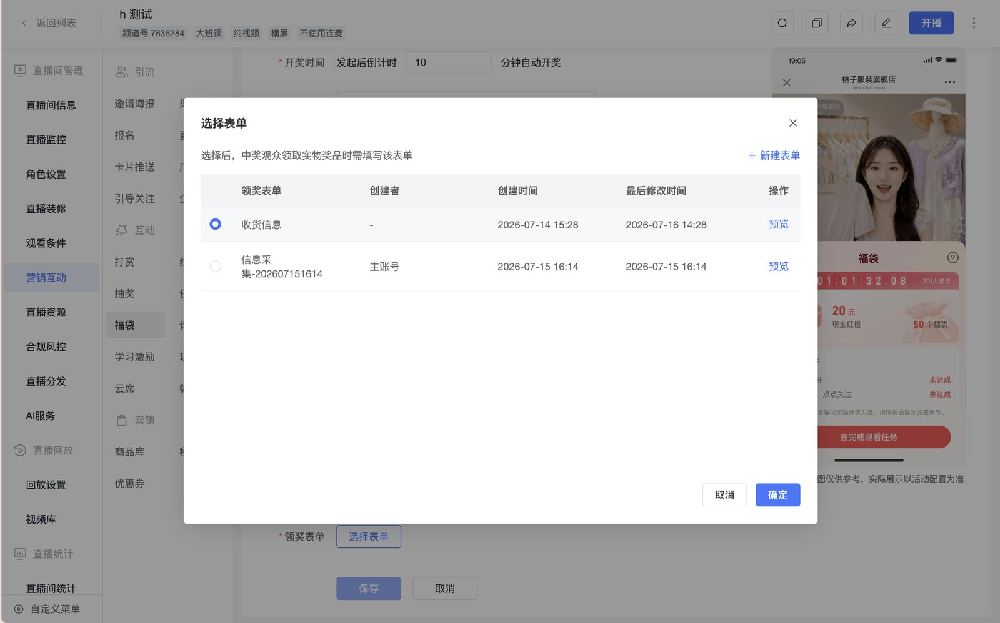 返回列表
h 测试
频道号 7636284 大班课 纯视频 横屏 不使用连麦
开播
直播间管理
直播间信息
直播监控
角色设置
直播装修
观看条件
营销互动
直播资源
合规风控
直播分发
AI服务
直播回放
回放设置
视频库
直播统计
直播间统计
自定义菜单
引流
邀请海报
报名
卡片推送
引导关注
互动
打赏
抽奖
福袋
学习激励
云席
营销
商品库
优惠券
*开奖时间 发起后倒计时 10 分钟自动开奖
选择表单
选择后，中奖观众领取实物奖品时需填写该表单
+ 新建表单
领奖表单 创建者 创建时间 最后修改时间 操作
收货信息 - 2026-07-14 15:28 2026-07-16 14:28 预览
信息采
集-202607151614 主账号 2026-07-15 16:14 2026-07-15 16:14 预览
取消 确定
*领奖表单 选择表单
保存 取消
19:06
桃子服装旗舰店
live.chat.com
装旗舰店
福袋
01:01:32.08 201人参与
20 元
现金红包
50 个福袋
钟 未达成
点点关注 未达成
直播间实际开奖为准，请按页面提示完成参与。
去完成观看任务
图仅供参考，实际展示以活动配置为准